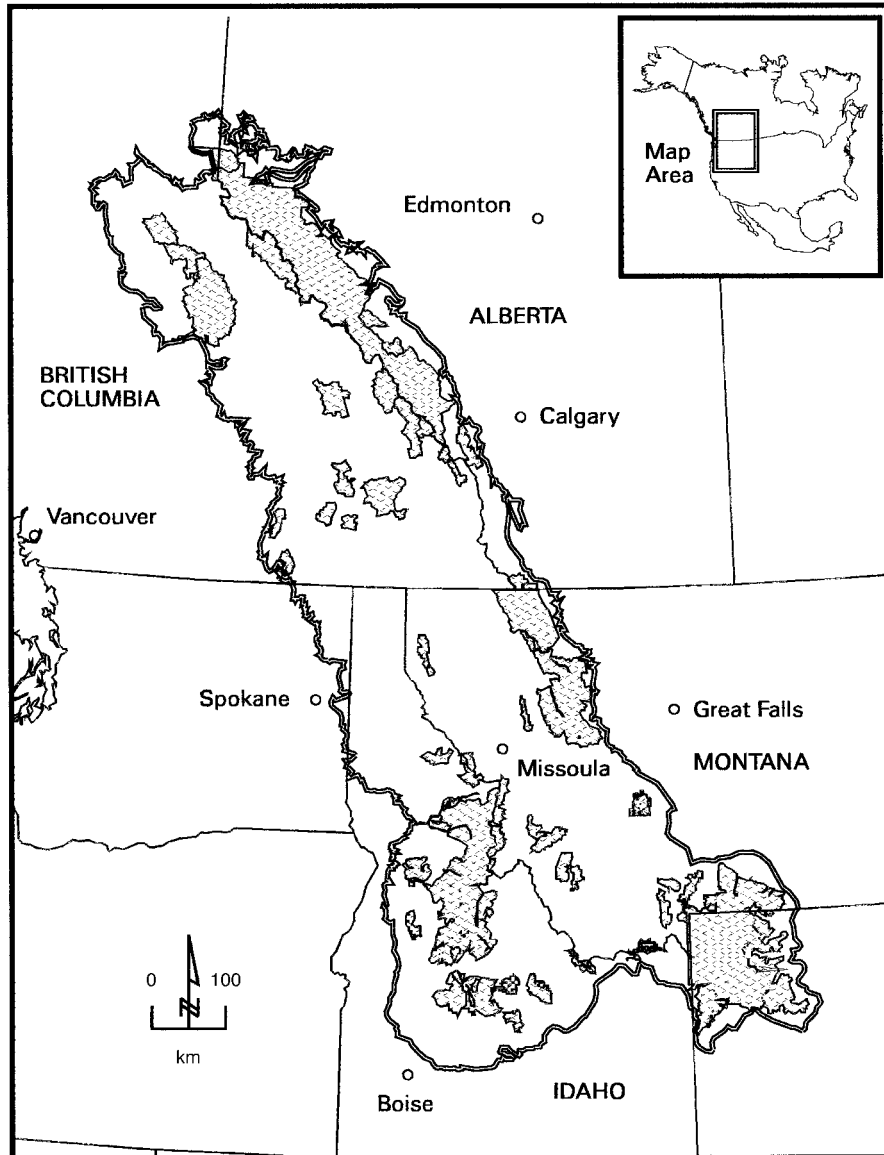 Map
Area
Edmonton
ALBERTA
BRITISH
COLUMBIA
Calgary
Vancouver
Spokane
Great Falls
Missoula
MONTANA
0 100
N
km
Boise
IDAHO